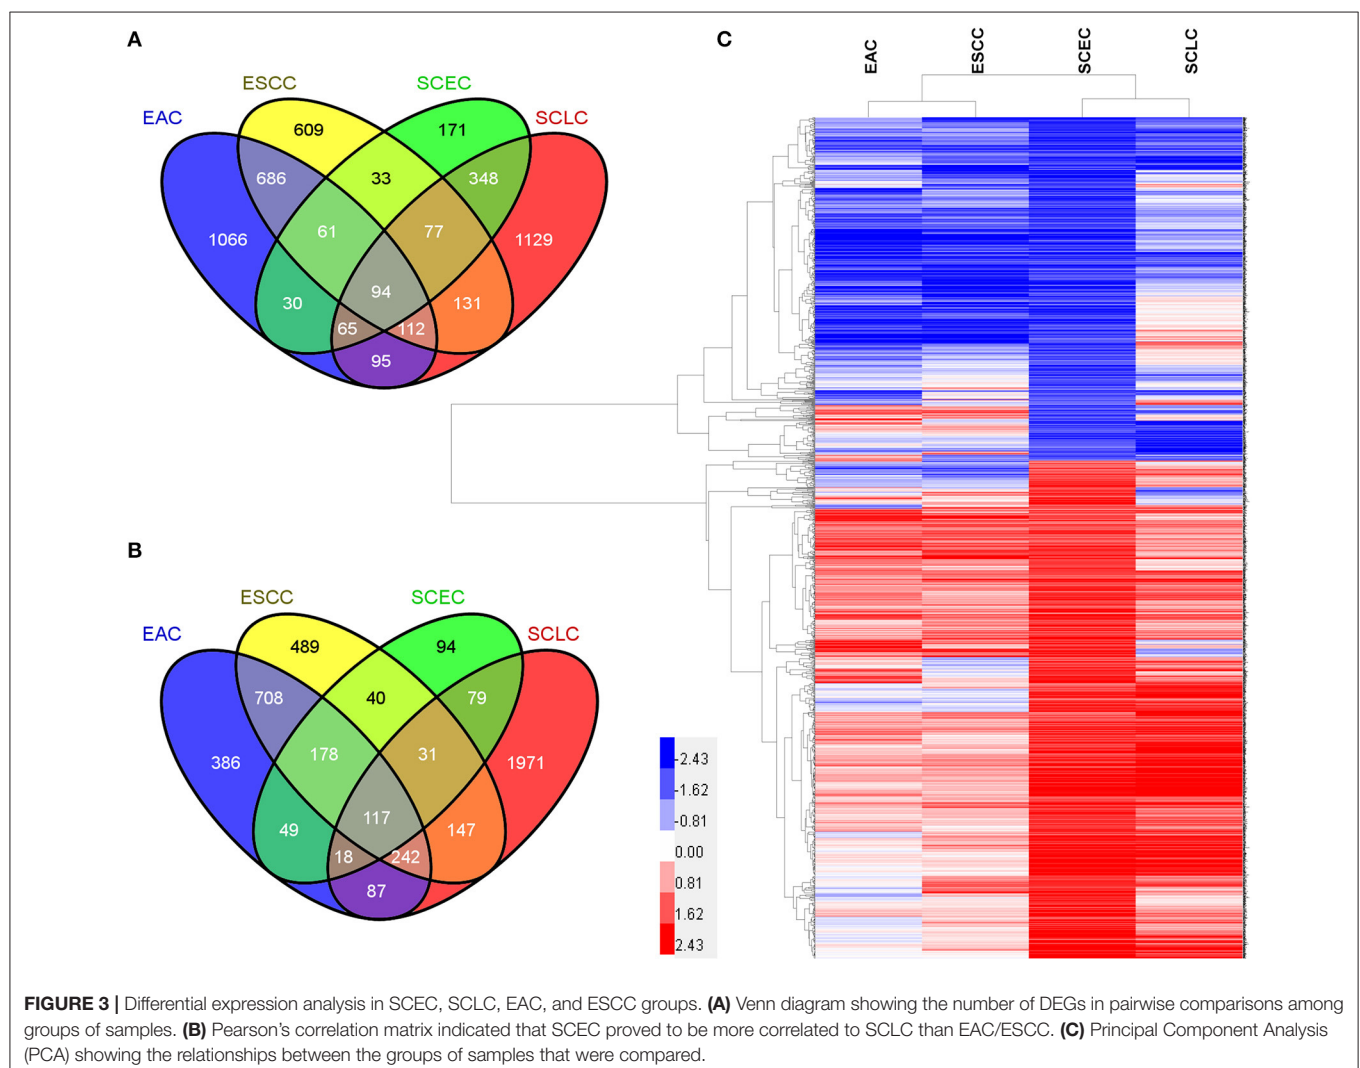 A
ESCC
SCEC
EAC
SCLC
609
171
686
33
348
1066
61
77
1129
94
30
131
65
112
95
B
ESCC
SCEC
EAC
SCLC
489
94
708
40
79
386
178
31
1971
117
49
147
18
242
87
C
EAC
ESCC
SCEC
SCLC
-2.43
-1.62
-0.81
0.00
0.81
1.62
2.43
FIGURE 3 | Differential expression analysis in SCEC, SCLC, EAC, and ESCC groups. (A) Venn diagram showing the number of DEGs in pairwise comparisons among
groups of samples. (B) Pearson's correlation matrix indicated that SCEC proved to be more correlated to SCLC than EAC/ESCC. (C) Principal Component Analysis
(PCA) showing the relationships between the groups of samples that were compared.